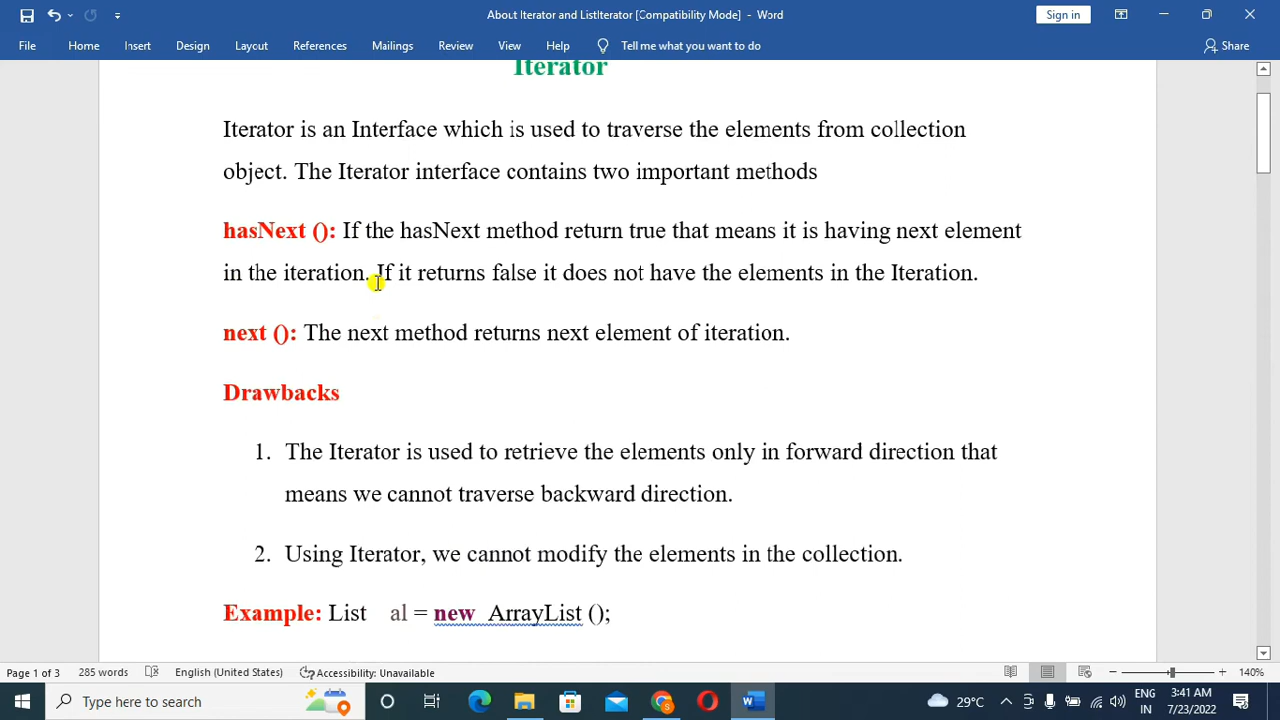 About Iterator and ListIterator [Compatibility Mode] - Word
Sign in
File Home Insert Design Layout References Mailings Review View Help Tell me what you want to do Share
Iterator
Iterator is an Interface which is used to traverse the elements from collection
object. The Iterator interface contains two important methods
hasNext (): If the hasNext method return true that means it is having next element
in the iteration. If it returns false it does not have the elements in the Iteration.
next (): The next method returns next element of iteration.
Drawbacks
1. The Iterator is used to retrieve the elements only in forward direction that
means we cannot traverse backward direction.
2. Using Iterator, we cannot modify the elements in the collection.
Example: List al = new ArrayList ();
Page 1 of 3 285 words English (United States) Accessibility: Unavailable 140%
Type here to search 29°C ENG 3:41 AM
IN 7/23/2022